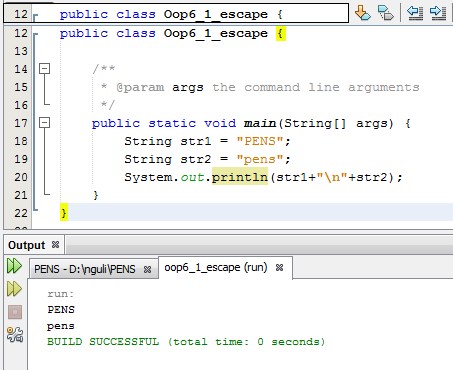 12 public class Oop6_1_escape {
12 public class Oop6_1_escape {
13
14 /**
15 * @param args the command line arguments
16 */
17 public static void main(String[] args) {
18 String str1 = "PENS";
19 String str2 = "pens";
20 System.out.println(str1+"\n"+str2);
21 }
22 }
Output
PENS - D:\nguli\PENS oop6_1_escape (run)
run:
PENS
pens
BUILD SUCCESSFUL (total time: 0 seconds)